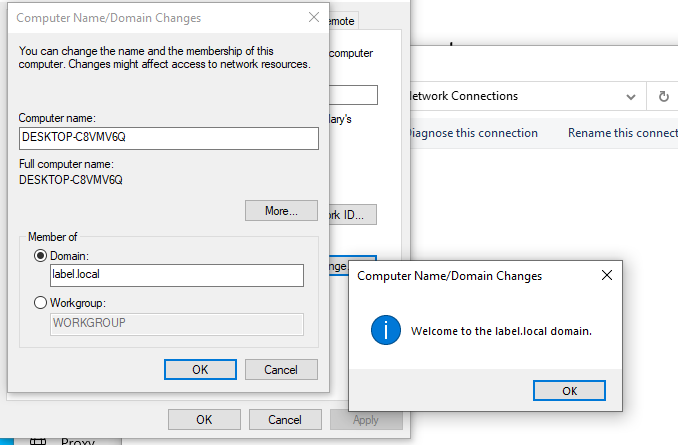 Computer Name/Domain Changes
You can change the name and the membership of this
computer. Changes might affect access to network resources.
Computer name:
DESKTOP-C8VMV6Q
Full computer name:
DESKTOP-C8VMV6Q
More...
Member of
Domain:
label.local
Workgroup:
WORKGROUP
OK
Cancel
emote
computer
lary's
rk ID...
nge
OK
Cancel
Apply
etwork Connections
iagnose this connection
Rename this connect
Computer Name/Domain Changes
Welcome to the label.local domain.
OK
Proxy